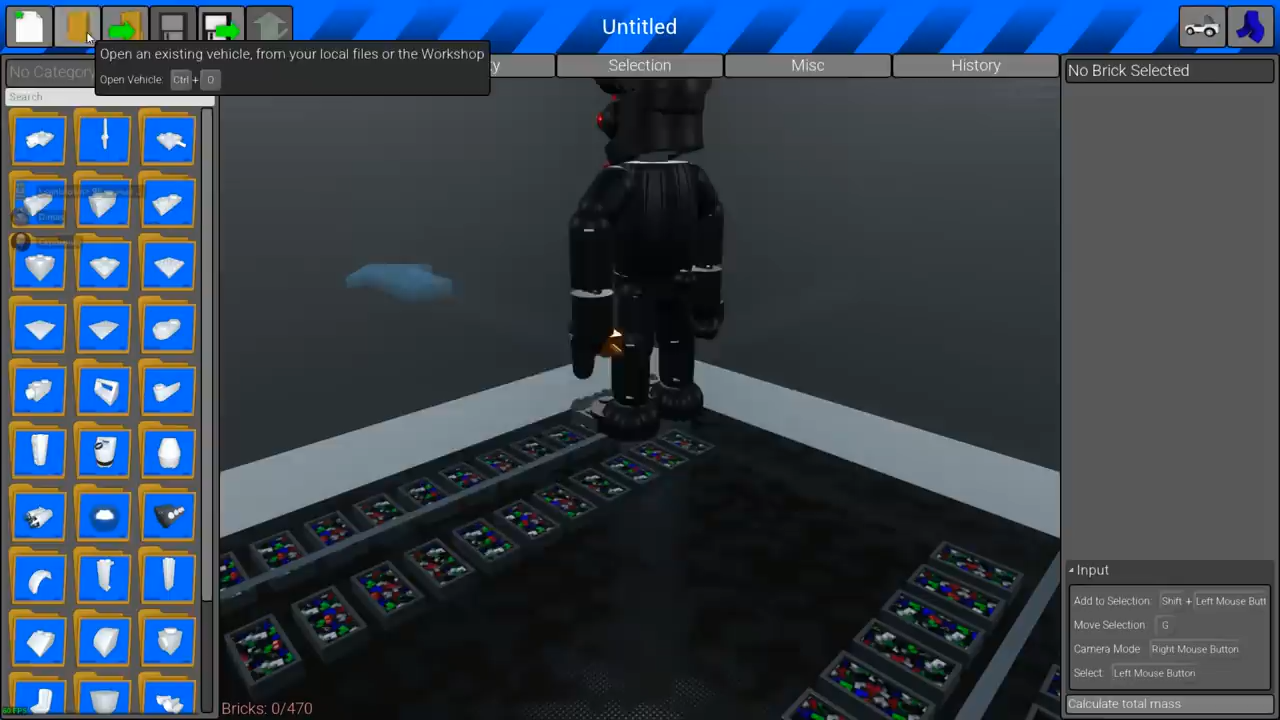 Untitled
Open an existing vehicle, from your local files or the Workshop
Open Vehicle: Ctrl + O
No Category
Selection
Misc
History
No Brick Selected
Search
Input
Add to Selection: Shift + Left Mouse Butt
Move Selection: G
Camera Mode: Right Mouse Button
Select: Left Mouse Button
Calculate total mass
Bricks: 0/470
60 FPS